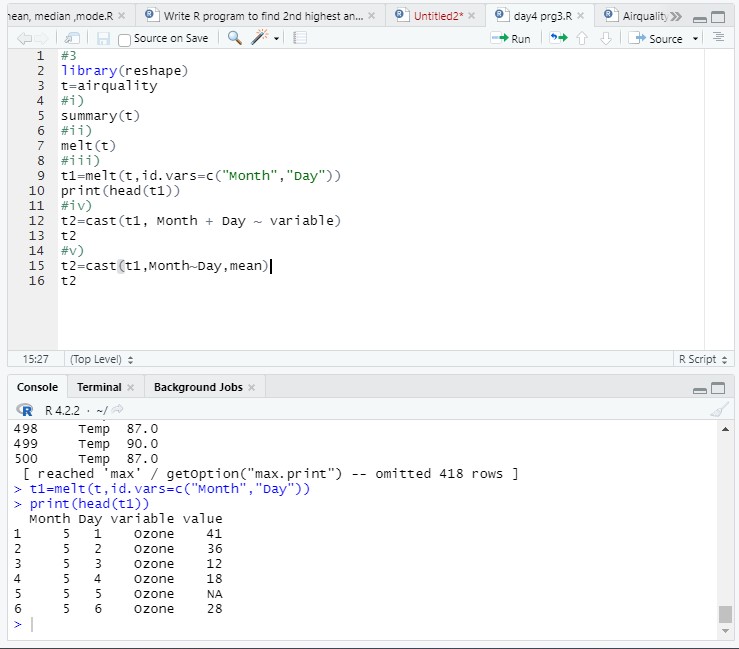 nean, median ,mode.R × Write R program to find 2nd highest an... × Untitled2* × day4 prg3.R × Airquality
Source on Save Run Source
1 #3
2 library(reshape)
3 t=airquality
4 #i)
5 summary(t)
6 #ii)
7 melt(t)
8 #iii)
9 t1=melt(t,id.vars=c("Month","Day"))
10 print(head(t1))
11 #iv)
12 t2=cast(t1, Month + Day ~ variable)
13 t2
14 #v)
15 t2=cast(t1,Month~Day,mean)
16 t2
15:27 (Top Level) R Script
Console Terminal × Background Jobs ×
R R 4.2.2 · ~/
498 Temp 87.0
499 Temp 90.0
500 Temp 87.0
[ reached 'max' / getOption("max.print") -- omitted 418 rows ]
> t1=melt(t,id.vars=c("Month","Day"))
> print(head(t1))
Month Day variable value
1 5 1 Ozone 41
2 5 2 Ozone 36
3 5 3 Ozone 12
4 5 4 Ozone 18
5 5 5 Ozone NA
6 5 6 Ozone 28
>